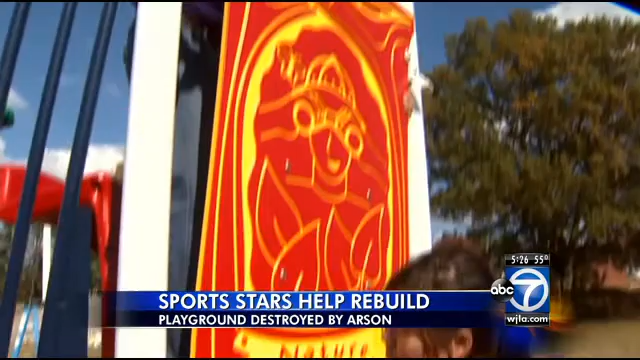 SPORTS STARS HELP REBUILD
PLAYGROUND DESTROYED BY ARSON
5:26 55°
abc 7
wjla.com